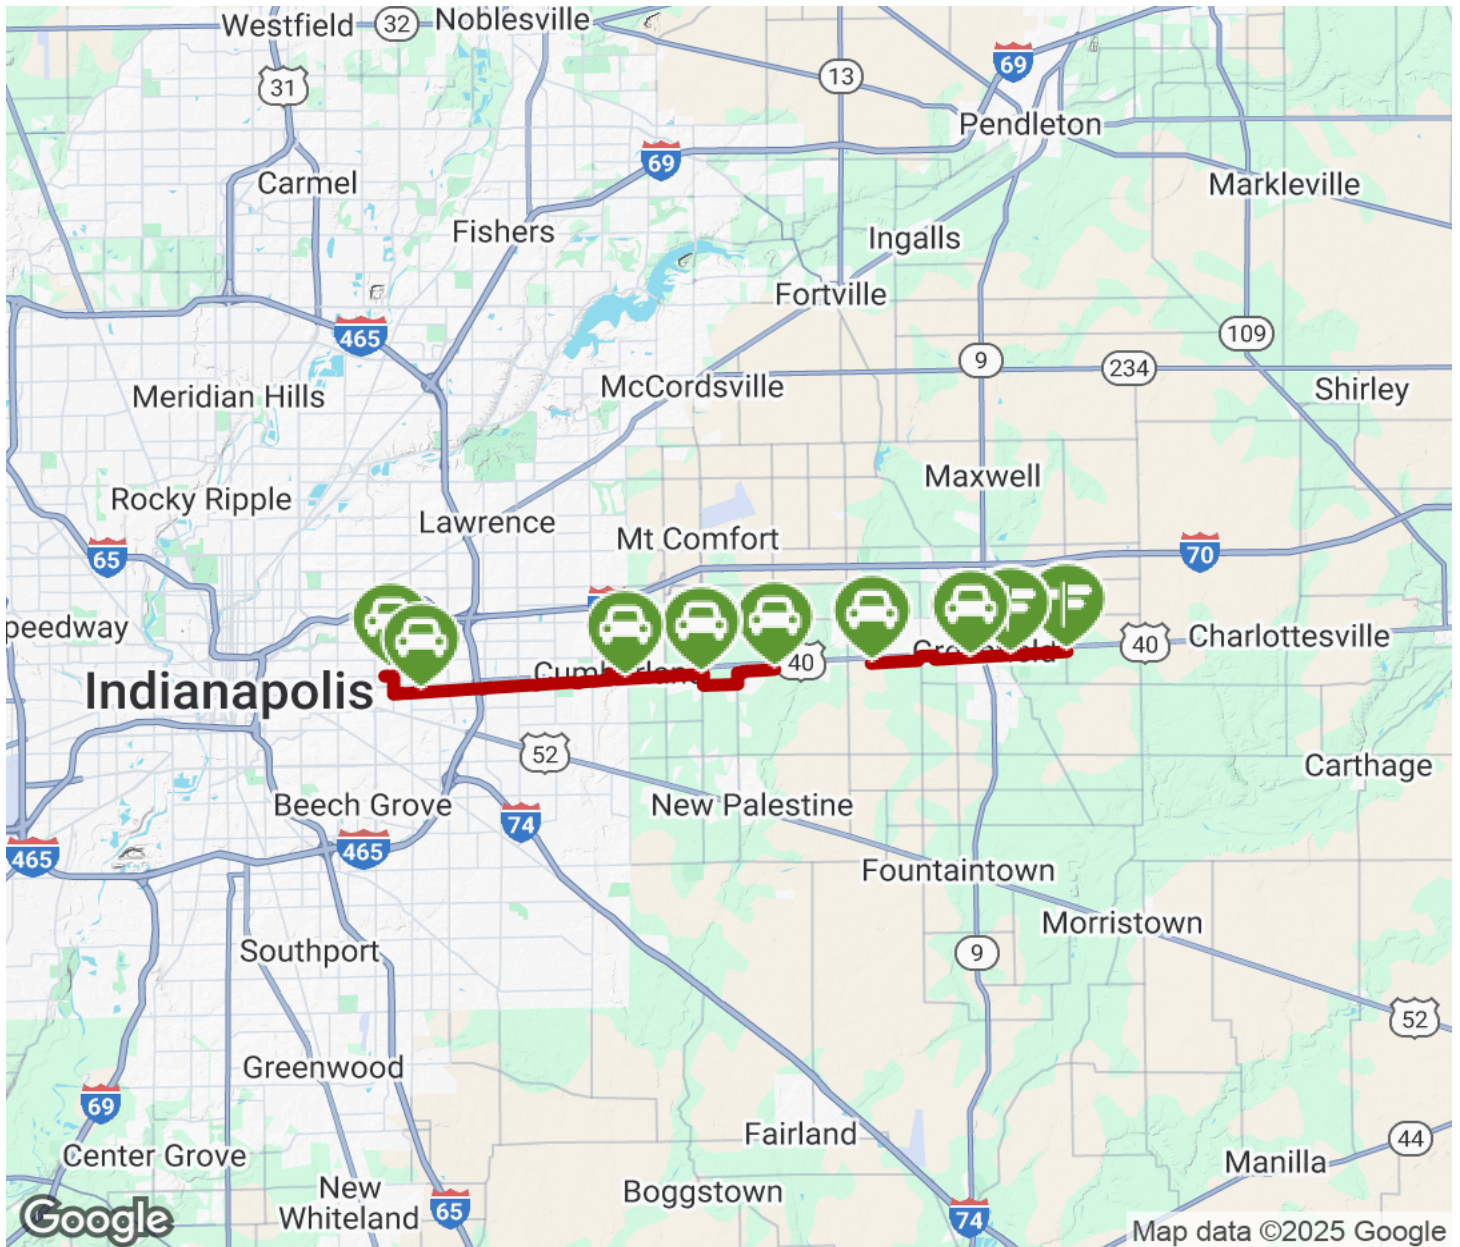 Westfield
32
Noblesville
31
13
69
Pendleton
69
Carmel
Markleville
Fishers
Ingalls
Fortville
465
109
9
234
McCordsville
Shirley
Meridian Hills
Maxwell
Rocky Ripple
Lawrence
Mt Comfort
65
70
peedway
40
Charlottesville
40
Cumberlan
Indianapolis
52
Carthage
Beech Grove
New Palestine
74
465
465
Fountaintown
Morristown
Southport
9
52
Greenwood
69
Fairland
44
Center Grove
Manilla
New
Whiteland
65
Boggstown
74
Google
Map data ©2025 Google